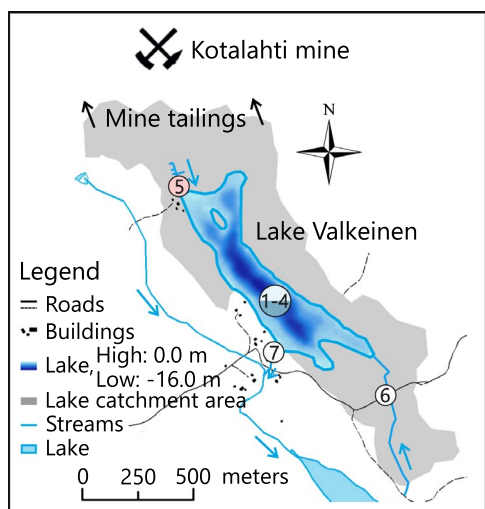 Kotalahti mine
Mine tailings
N
5
Lake Valkeinen
1-4
7
6
Legend
Roads
Buildings
Lake, High: 0.0 m
Low: -16.0 m
Lake catchment area
Streams
Lake
0 250 500 meters